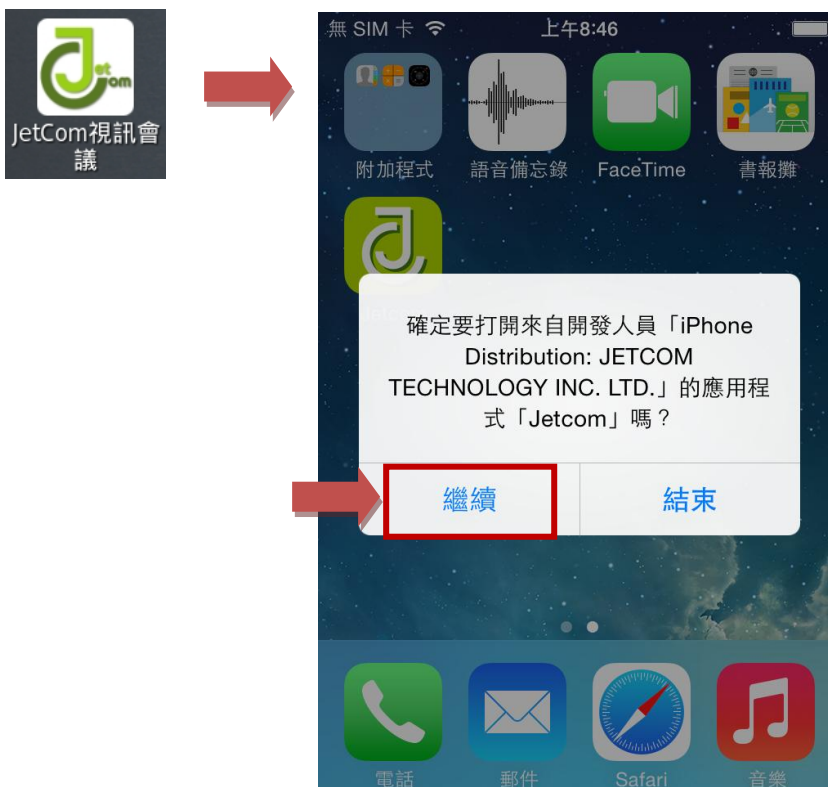 Jet
com
JetCom視訊會
議
無 SIM 卡
上午8:46
附加程式
語音備忘錄
FaceTime
書報攤
確定要打開來自開發人員「iPhone
Distribution: JETCOM
TECHNOLOGY INC. LTD.」的應用程
式「Jetcom」嗎？
繼續
結束
電話
郵件
Safari
音樂